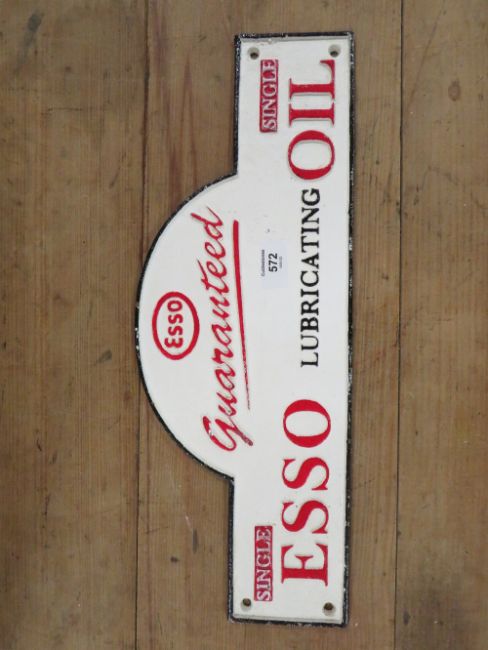 Esso
Guaranteed
572
SINGLE SINGLE
ESSO LUBRICATING OIL